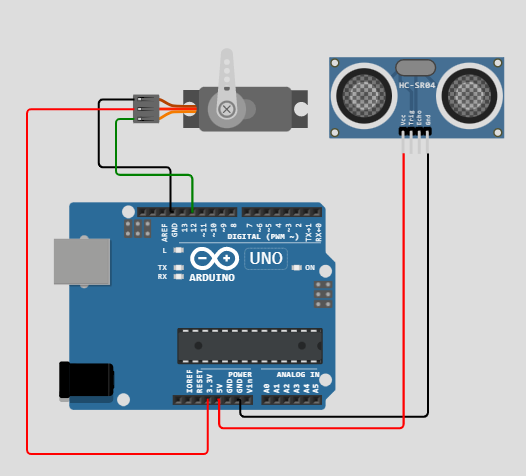 HC-SR04
Vcc
Trig
Echo
Gnd
AREF
GND
13
12
~11
~10
~9
8
7
~6
~5
4
~3
2
TX→1
RX←0
DIGITAL (PWM ~)
L
TX
RX
UNO
ON
ARDUINO
POWER
ANALOG IN
IOREF
RESET
3.3V
5V
GND
GND
Vin
A0
A1
A2
A3
A4
A5